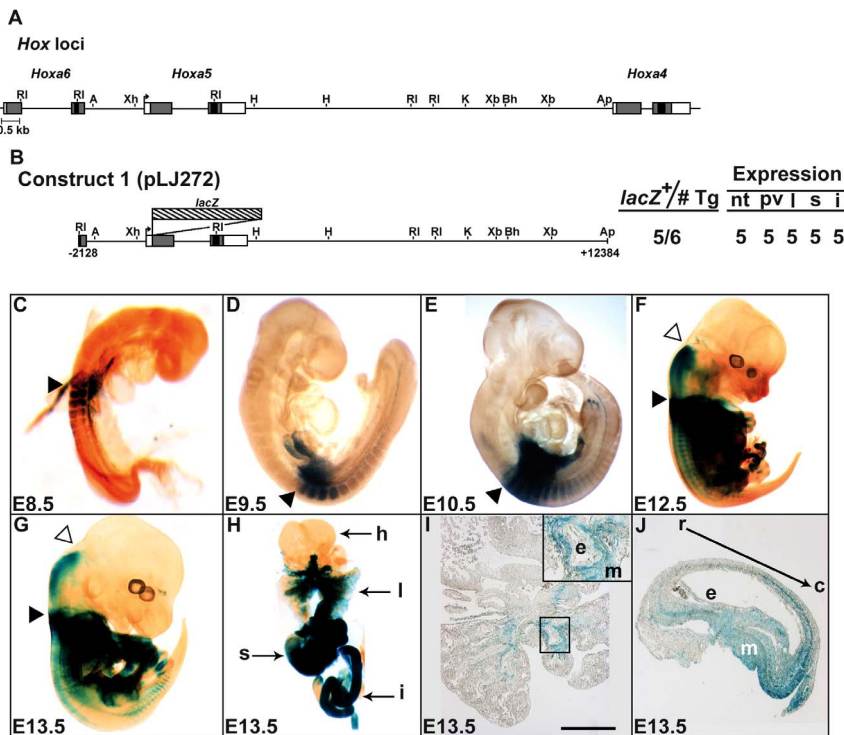 A
Hox loci
Hoxa6 Hoxa5 Hoxa4
RI RI A Xh RI H H RI RI K Xb Bh Xb Ap
0.5 kb
B
Construct 1 (pLJ272)
lacZ
RI A Xh RI H H RI RI K Xb Bh Xb Ap
-2128 +12384
lacZ+/# Tg
5/6
Expression
nt pv l s i
5 5 5 5 5
C
E8.5
D
E9.5
E
E10.5
F
E12.5
G
E13.5
H
h
l
s
i
E13.5
I
e
m
E13.5
J
r
c
e
m
E13.5